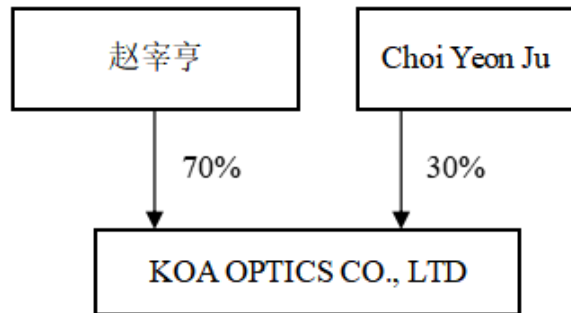 赵宰亨
Choi Yeon Ju
70%
30%
KOA OPTICS CO., LTD